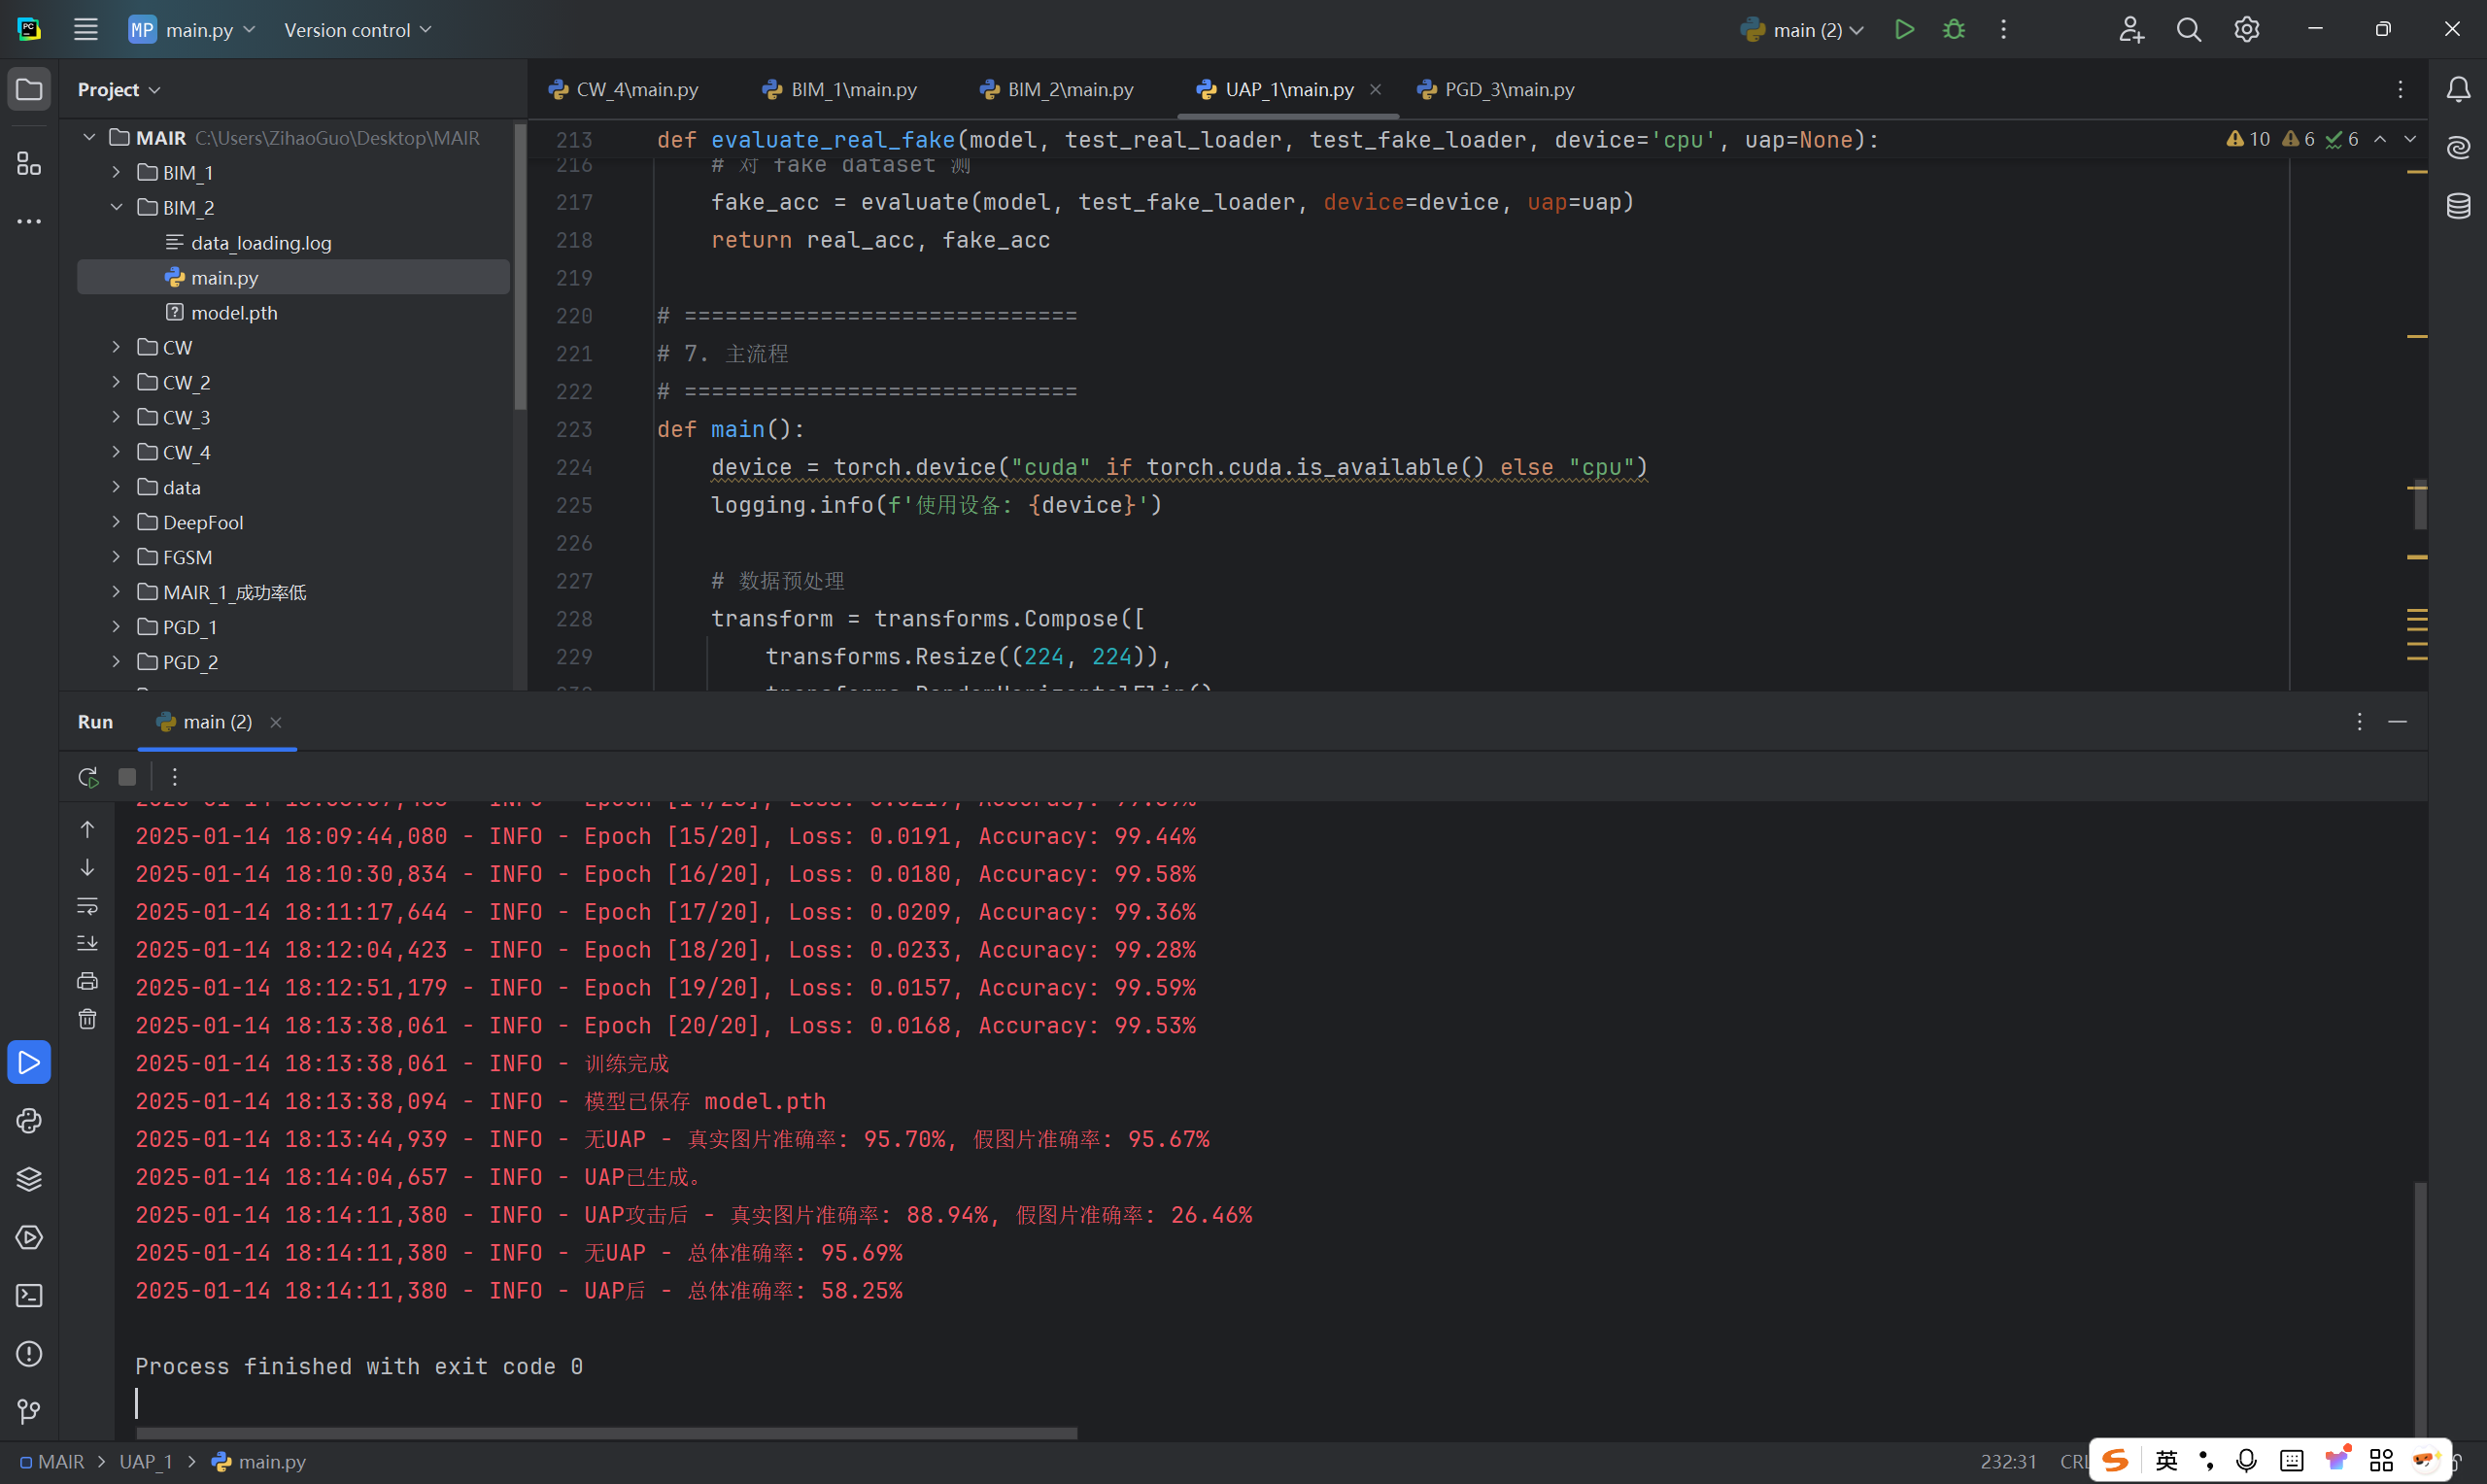 PC
MP main.py Version control main (2)
Project
CW_4\main.py BIM_1\main.py BIM_2\main.py UAP_1\main.py PGD_3\main.py
MAIR C:\Users\ZihaoGuo\Desktop\MAIR
BIM_1
BIM_2
data_loading.log
main.py
model.pth
CW
CW_2
CW_3
CW_4
data
DeepFool
FGSM
MAIR_1_成功率低
PGD_1
PGD_2
213 def evaluate_real_fake(model, test_real_loader, test_fake_loader, device='cpu', uap=None):
10 6 6
216 # 对 fake dataset 测
217 fake_acc = evaluate(model, test_fake_loader, device=device, uap=uap)
218 return real_acc, fake_acc
219
220 # =============================
221 # 7. 主流程
222 # =============================
223 def main():
224 device = torch.device("cuda" if torch.cuda.is_available() else "cpu")
225 logging.info(f'使用设备: {device}')
226
227 # 数据预处理
228 transform = transforms.Compose([
229 transforms.Resize((224, 224)),
Run main (2)
2025-01-14 18:09:44,080 - INFO - Epoch [15/20], Loss: 0.0191, Accuracy: 99.44%
2025-01-14 18:10:30,834 - INFO - Epoch [16/20], Loss: 0.0180, Accuracy: 99.58%
2025-01-14 18:11:17,644 - INFO - Epoch [17/20], Loss: 0.0209, Accuracy: 99.36%
2025-01-14 18:12:04,423 - INFO - Epoch [18/20], Loss: 0.0233, Accuracy: 99.28%
2025-01-14 18:12:51,179 - INFO - Epoch [19/20], Loss: 0.0157, Accuracy: 99.59%
2025-01-14 18:13:38,061 - INFO - Epoch [20/20], Loss: 0.0168, Accuracy: 99.53%
2025-01-14 18:13:38,061 - INFO - 训练完成
2025-01-14 18:13:38,094 - INFO - 模型已保存 model.pth
2025-01-14 18:13:44,939 - INFO - 无UAP - 真实图片准确率: 95.70%, 假图片准确率: 95.67%
2025-01-14 18:14:04,657 - INFO - UAP已生成。
2025-01-14 18:14:11,380 - INFO - UAP攻击后 - 真实图片准确率: 88.94%, 假图片准确率: 26.46%
2025-01-14 18:14:11,380 - INFO - 无UAP - 总体准确率: 95.69%
2025-01-14 18:14:11,380 - INFO - UAP后 - 总体准确率: 58.25%
Process finished with exit code 0
MAIR UAP_1 main.py 232:31 英